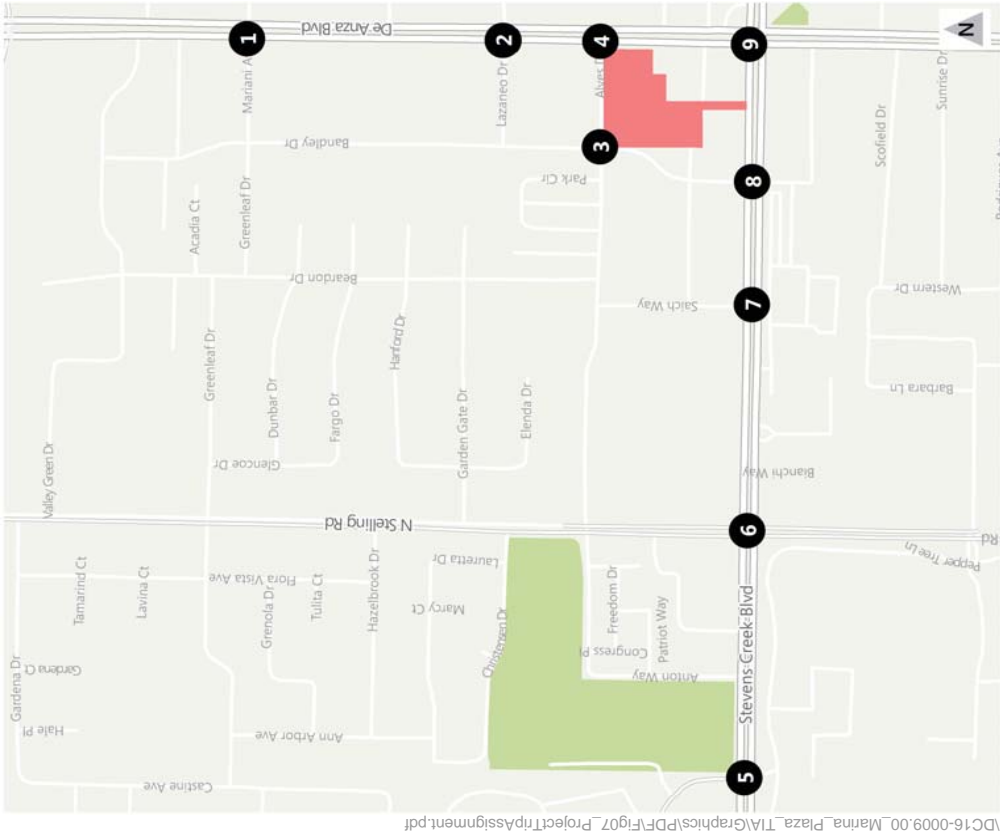 De Anza Blvd
1
2
4
9
N
Mariani A
Lazaneo Dr
Alves D
Sunrise Dr
Bandley Dr
3
Scofield Dr
Park Cir
8
Acadia Ct
Greenleaf Dr
Beardon Dr
Saich Way
7
Western Dr
Greenleaf Dr
Hanford Dr
Dunbar Dr
Fargo Dr
Garden Gate Dr
Elenda Dr
Barbara Ln
Valley Green Dr
Glencoe Dr
Bianchi Way
N Stelling Rd
6
Rd
Pepper Tree Ln
Tamarind Ct
Lavina Ct
Flora Vista Ave
Grenola Dr
Tulita Ct
Hazelbrook Dr
Lauretta Dr
Marcy Ct
Christensen Dr
Freedom Dr
Patriot Way
Congress Pl
Anton Way
Stevens Creek Blvd
Gardena Dr
Gardena Ct
Hale Pl
Ann Arbor Ave
Castine Ave
5
\DC16-0009.00_Marina_Plaza_TIA\Graphics\PDF\Fig07_ProjectTripAssignment.pdf